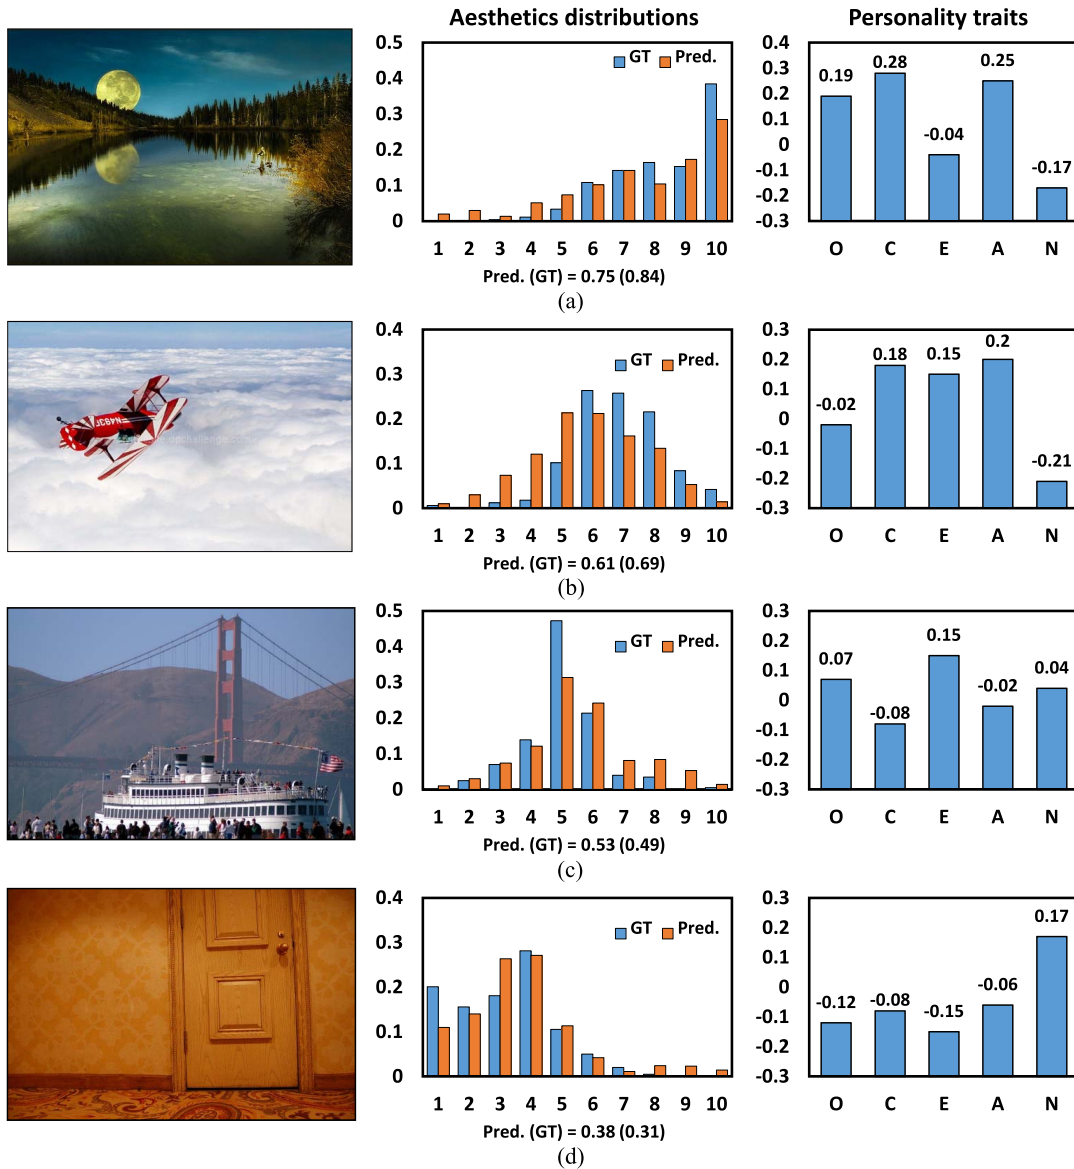 Aesthetics distributions
Personality traits
0.5
0.4
0.3
0.2
0.1
0
GT Pred.
1 2 3 4 5 6 7 8 9 10
Pred. (GT) = 0.75 (0.84)
0.4
0.3
0.2
0.1
0
-0.1
-0.2
-0.3
0.19 0.28 -0.04 0.25 -0.17
O C E A N
(a)
N49JC
0.4
0.3
0.2
0.1
0
GT Pred.
1 2 3 4 5 6 7 8 9 10
Pred. (GT) = 0.61 (0.69)
0.3
0.2
0.1
0
-0.1
-0.2
-0.3
-0.02 0.18 0.15 0.2 -0.21
O C E A N
(b)
0.5
0.4
0.3
0.2
0.1
0
GT Pred.
1 2 3 4 5 6 7 8 9 10
Pred. (GT) = 0.53 (0.49)
0.3
0.2
0.1
0
-0.1
-0.2
-0.3
0.07 -0.08 0.15 -0.02 0.04
O C E A N
(c)
0.4
0.3
0.2
0.1
0
GT Pred.
1 2 3 4 5 6 7 8 9 10
Pred. (GT) = 0.38 (0.31)
0.3
0.2
0.1
0
-0.1
-0.2
-0.3
-0.12 -0.08 -0.15 -0.06 0.17
O C E A N
(d)